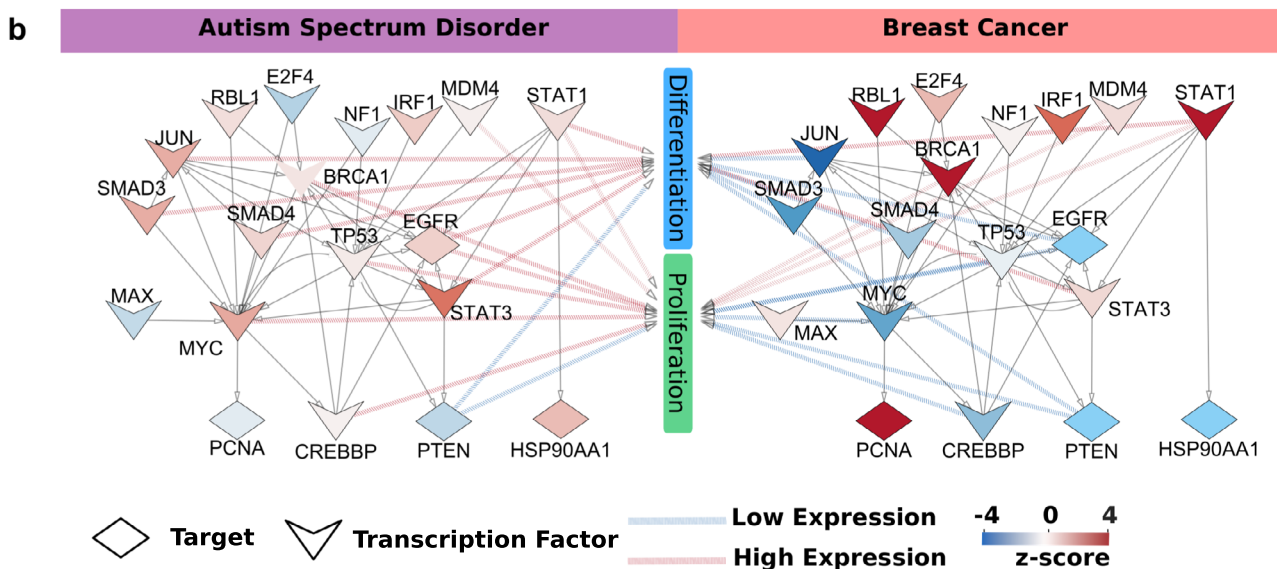 b
Autism Spectrum Disorder
Breast Cancer
E2F4
RBL1
NF1
IRF1
MDM4
STAT1
JUN
BRCA1
SMAD3
SMAD4
TP53
EGFR
MAX
MYC
STAT3
PCNA
CREBBP
PTEN
HSP90AA1
Differentiation
Proliferation
E2F4
RBL1
NF1
IRF1
MDM4
STAT1
JUN
BRCA1
SMAD3
SMAD4
TP53
EGFR
MYC
MAX
STAT3
PCNA
CREBBP
PTEN
HSP90AA1
Target
Transcription Factor
Low Expression
High Expression
-4 0 4
z-score